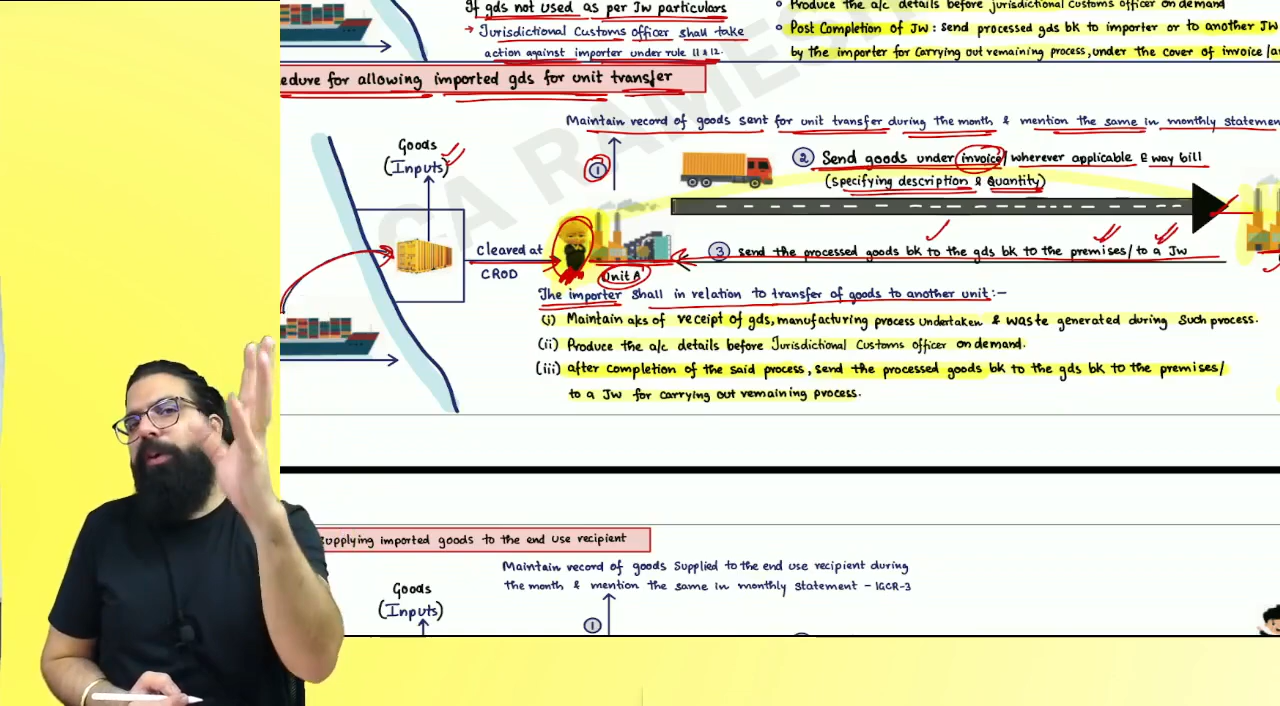 If gds not used as per Jw particulars
→ Jurisdictional Customs officer shall take
action against importer under rule 11 & 12.
Produce the a/c details before jurisdictional Customs officer on demand
Post Completion of JW: Send processed gds bk to importer or to another JW
by the importer for Carrying out remaining process, under the cover of invoice
edure for allowing imported gds for unit transfer
Maintain record of goods sent for unit transfer during the month & mention the same in monthly
Goods
(Inputs)
1
2 Send goods under invoice/ wherever applicable E way bill
(specifying description & Quantity)
Cleaved at
CROD
Unit A'
3 send the processed goods bk to the gds bk to the premises/ to a Jw
The importer shall in relation to transfer of goods to another unit:-
(i) Maintain aks of receipt of gds, manufacturing process undertaken & waste generated during such process.
(ii) Produce the a/c details before Jurisdictional Customs officer on demand.
(iii) after completion of the said process, send the processed goods bk to the gds bk to the premises/
to a Jw for carrying out remaining process.
CA RAMES
supplying imported goods to the end use recipient
Maintain record of goods Supplied to the end use recipient during
the month & mention the same in monthly statement - IGCR-3
Goods
(Inputs)
1